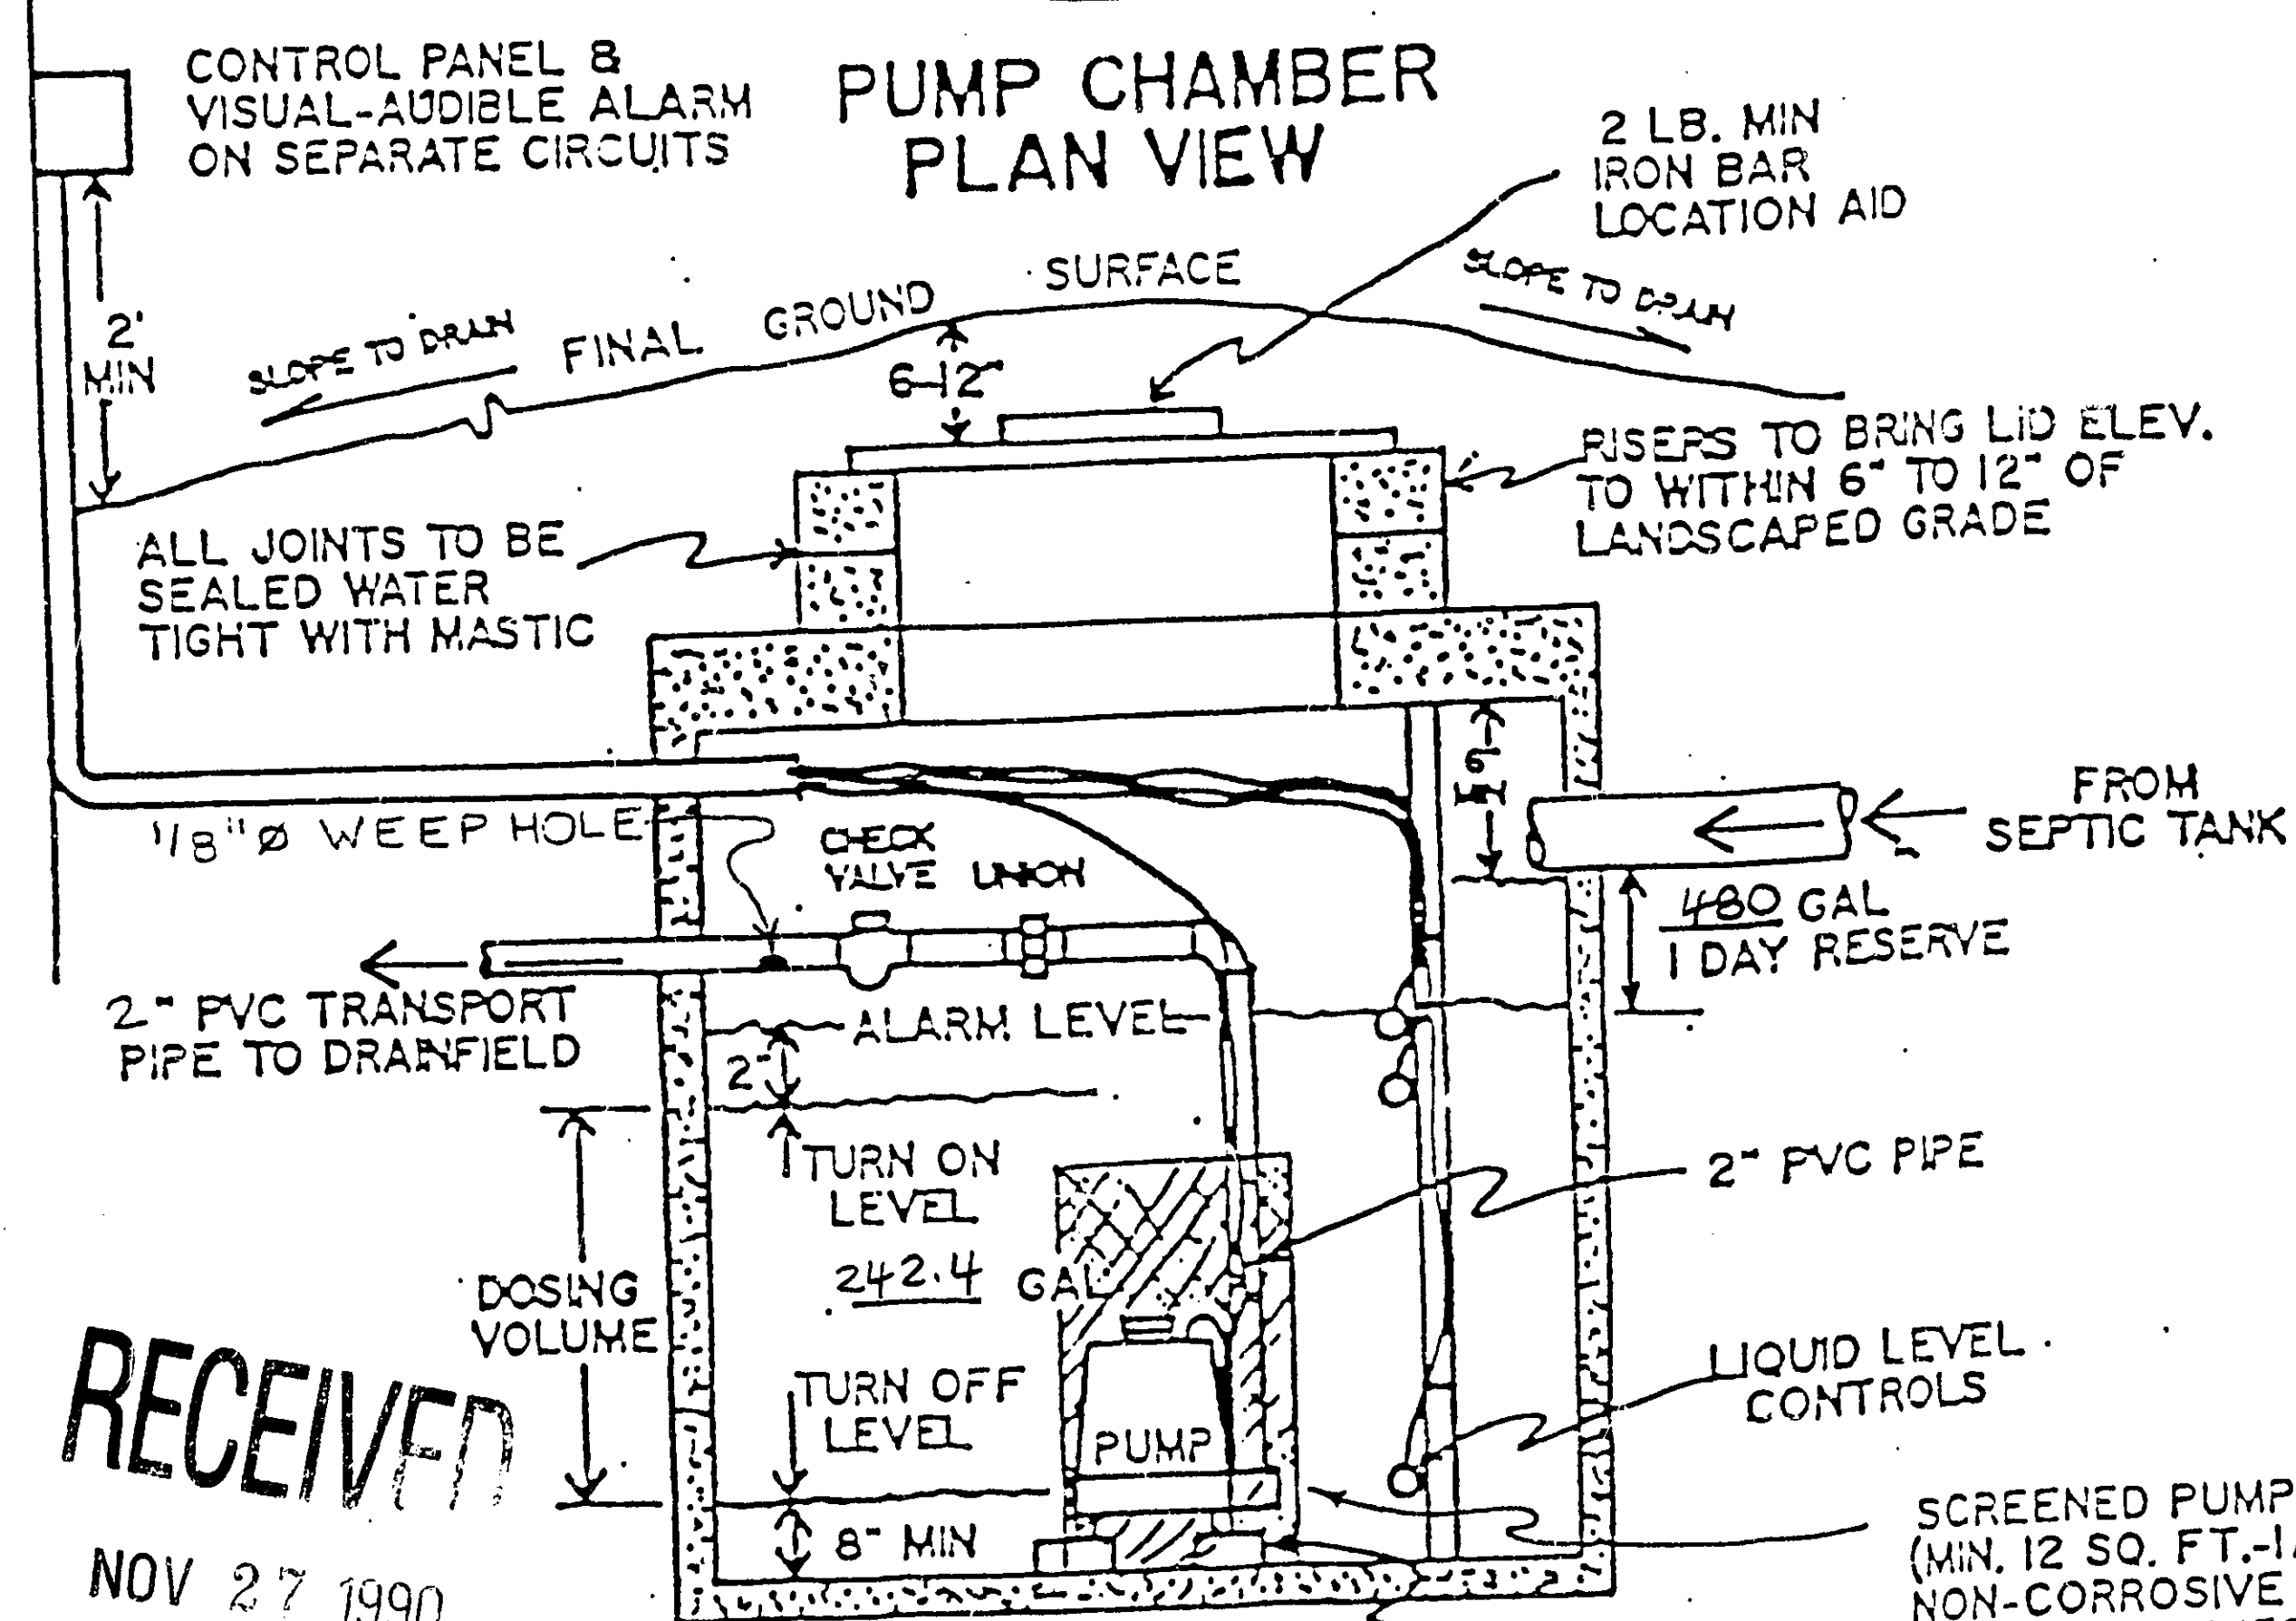 CONTROL PANEL &
VISUAL-AUDIBLE ALARM
ON SEPARATE CIRCUITS
PUMP CHAMBER
PLAN VIEW
2 LB. MIN
IRON BAR
LOCATION AID
2'
MIN
SLOPE TO DRAIN
FINAL GROUND SURFACE
SLOPE TO DRAIN
6-12"
RISERS TO BRING LID ELEV.
TO WITHIN 6" TO 12" OF
LANDSCAPED GRADE
ALL JOINTS TO BE
SEALED WATER
TIGHT WITH MASTIC
6"
FROM
SEPTIC TANK
1/8"Ø WEEP HOLE
CHECK
VALVE UNION
480 GAL
1 DAY RESERVE
2" PVC TRANSPORT
PIPE TO DRAINFIELD
ALARM LEVEL
2"
TURN ON
LEVEL
2" PVC PIPE
242.4 GAL
DOSING
VOLUME
LIQUID LEVEL
CONTROLS
TURN OFF
LEVEL
PUMP
8" MIN
RECEIVED
NOV 27 1990
SCREENED PUMP
(MIN. 12 SQ. FT.-1/
NON-CORROSIVE